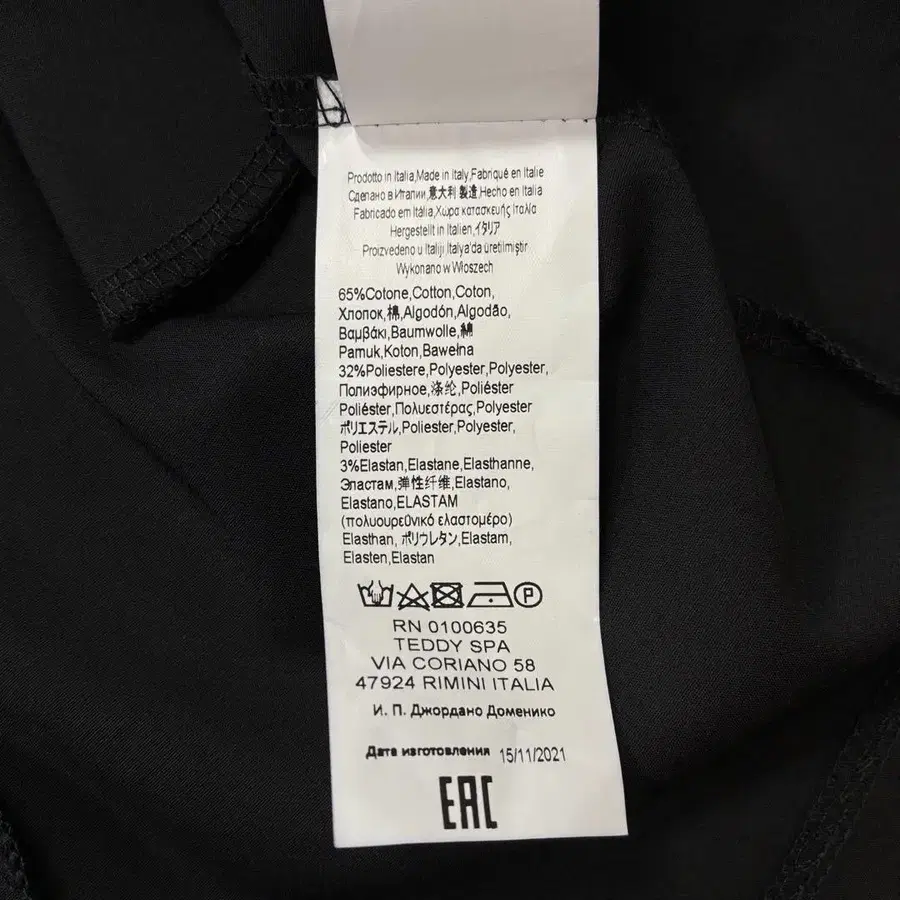 Prodotto in Italia,Made in Italy,Fabriqué en Italie
Сделано в Италии,意大利 製造,Hecho en Italia
Fabricado em Itália,Χώρα κατασκευής Ιταλία
Hergestellt in Italien,イタリア
Proizvedeno u Italiji Italya'da üretilmiştir
Wykonano w Włoszech
65%Cotone,Cotton,Coton,
Хлопок,棉,Algodón,Algodão,
Βαμβάκι,Baumwolle,綿
Pamuk,Koton,Bawełna
32%Poliestere,Polyester,Polyester,
Полиэфирное,涤纶,Poliéster
Poliéster,Πολυεστέρας,Polyester
ポリエステル,Poliester,Polyester,
Poliester
3%Elastan,Elastane,Elasthanne,
Эластам,弹性纤维,Elastano,
Elastano,ELASTAM
(πολυουρεθνικό ελαστομέρο)
Elasthan, ポリウレタン,Elastam,
Elasten,Elastan
P
RN 0100635
TEDDY SPA
VIA CORIANO 58
47924 RIMINI ITALIA
И. П. Джордано Доменико
Дата изготовления 15/11/2021
EAC